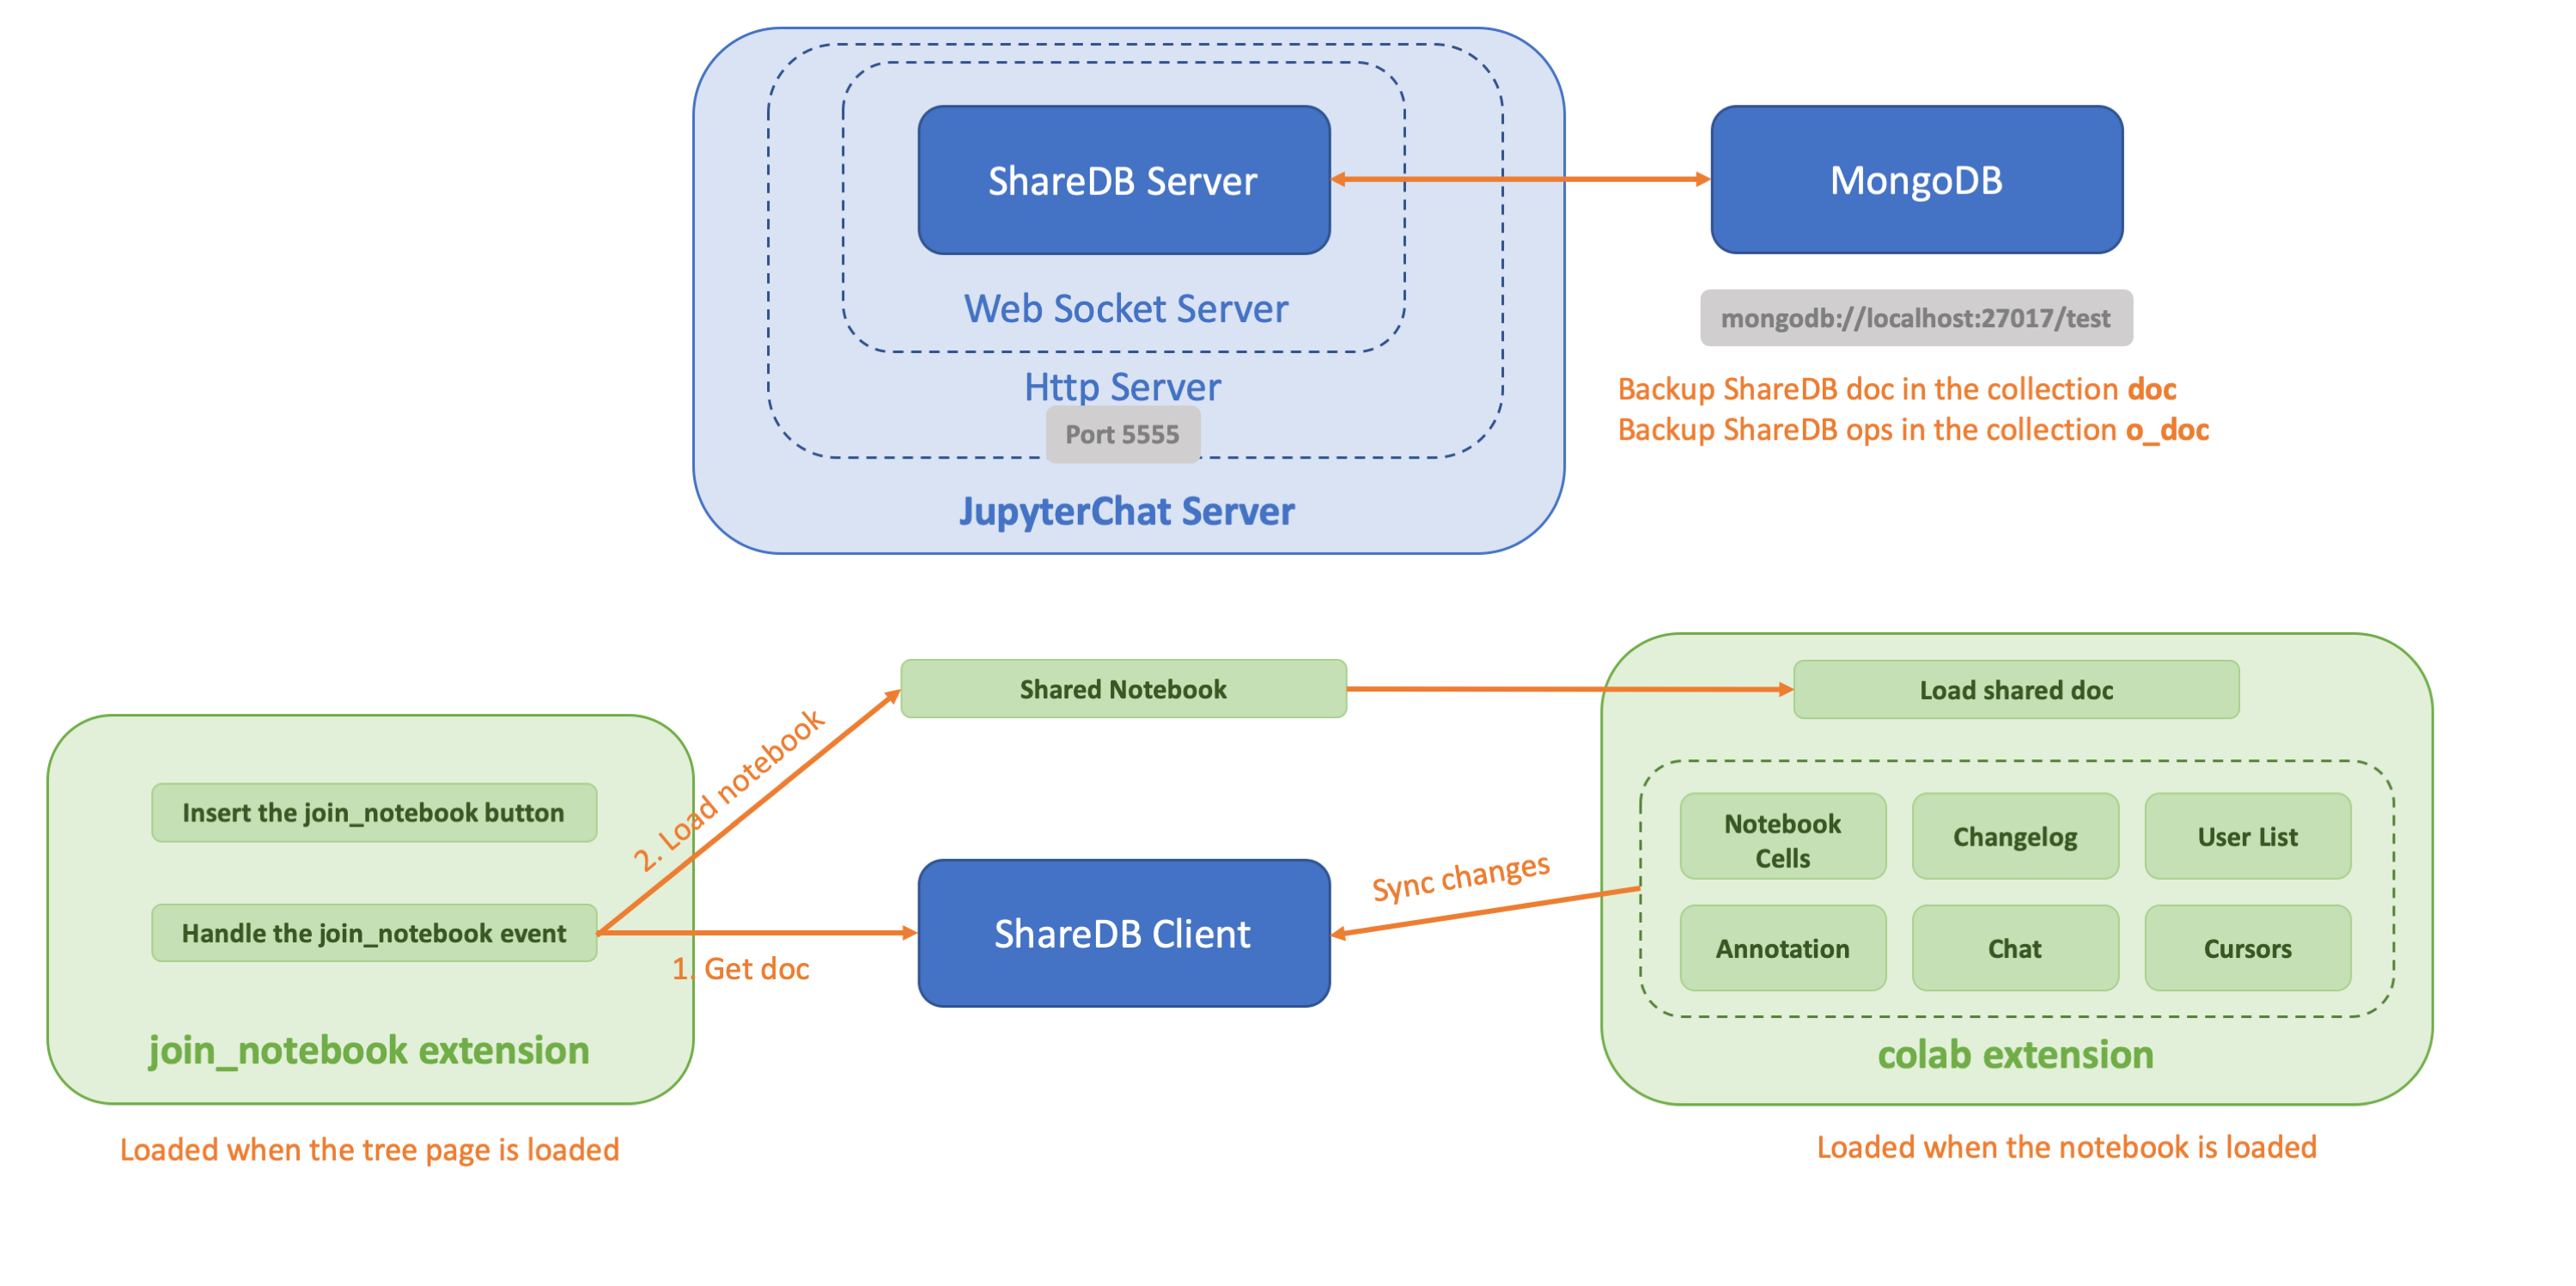 ShareDB Server
Web Socket Server
Http Server
Port 5555
JupyterChat Server
MongoDB
mongodb://localhost:27017/test
Backup ShareDB doc in the collection doc
Backup ShareDB ops in the collection o_doc
Insert the join_notebook button
Handle the join_notebook event
join_notebook extension
Loaded when the tree page is loaded
2. Load notebook
1. Get doc
Shared Notebook
ShareDB Client
Sync changes
Load shared doc
Notebook
Cells
Changelog
User List
Annotation
Chat
Cursors
colab extension
Loaded when the notebook is loaded